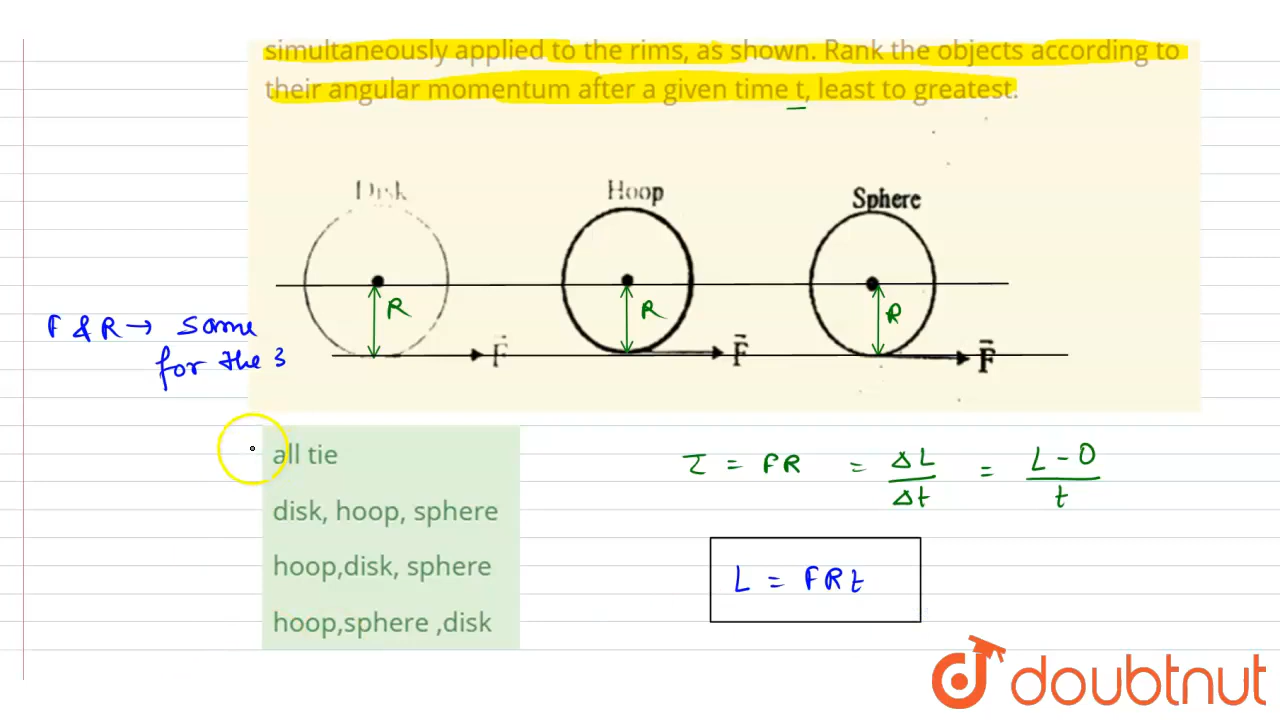 simultaneously applied to the rims, as shown. Rank the objects according to
their angular momentum after a given time t, least to greatest.
Disk Hoop Sphere
R R R
F & R → Same
for the 3
F F̄ F̄
all tie
disk, hoop, sphere
hoop,disk, sphere
hoop,sphere ,disk
τ = FR = ΔL/Δt = L - 0/t
L = FRt
doubtnut